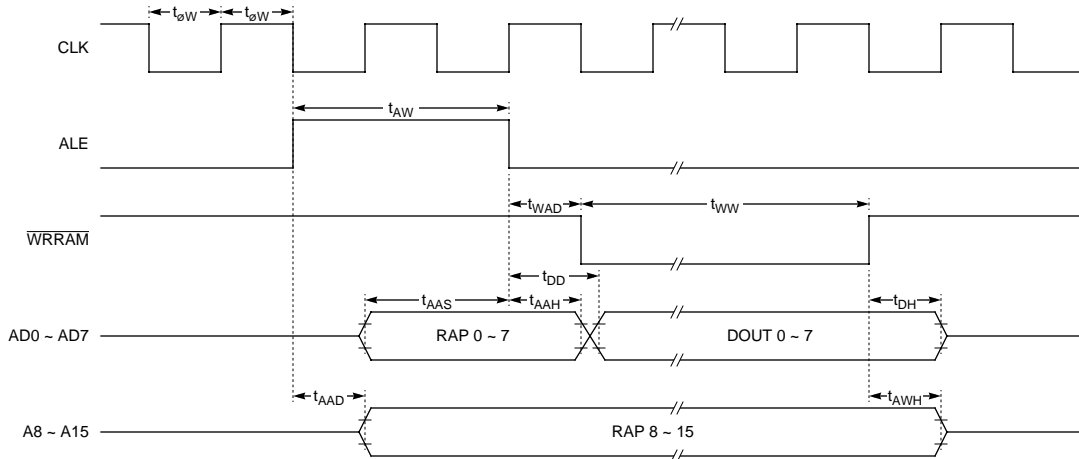 tøW tøW
CLK
tAW
ALE
tWAD tWW
WRRAM
tDD
tAAS tAAH tDH
AD0 ~ AD7 RAP 0 ~ 7 DOUT 0 ~ 7
tAAD tAWH
A8 ~ A15 RAP 8 ~ 15